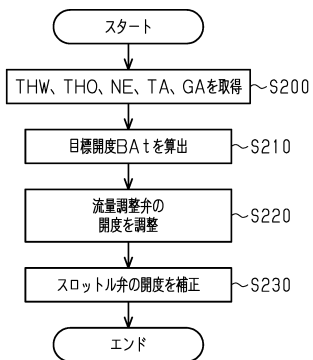 スタート
THW、THO、NE、TA、GAを取得 S200
目標開度BAtを算出 S210
流量調整弁の
開度を調整 S220
スロットル弁の開度を補正 S230
エンド